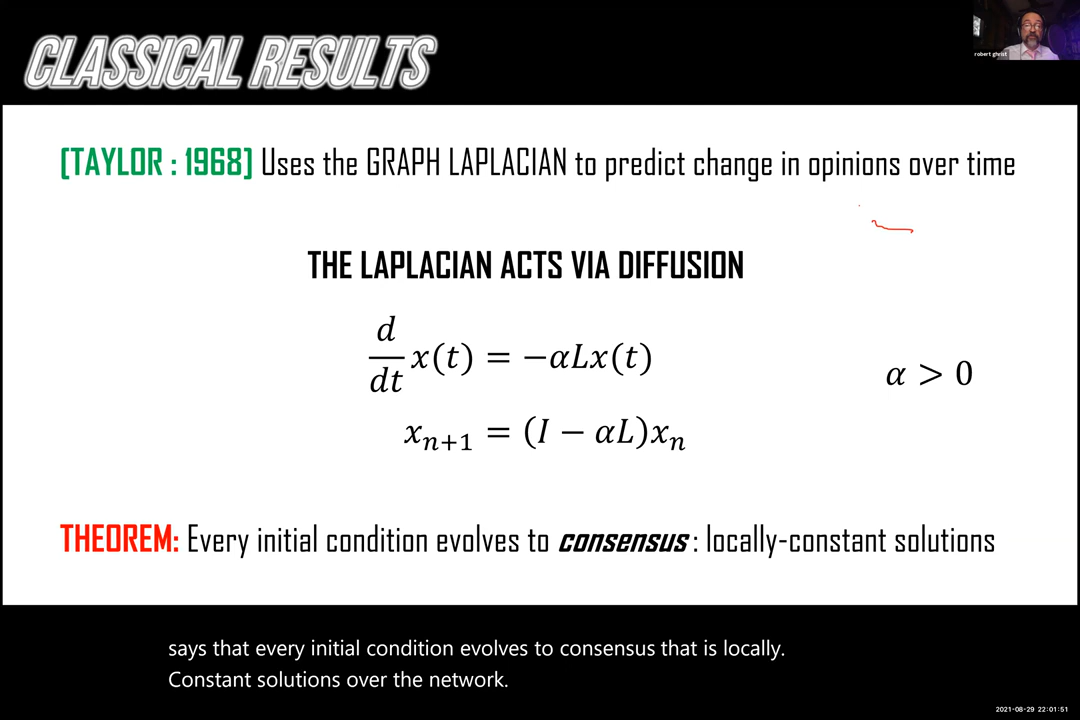 CLASSICAL RESULTS
robert ghrist
[TAYLOR : 1968] Uses the GRAPH LAPLACIAN to predict change in opinions over time
THE LAPLACIAN ACTS VIA DIFFUSION
d/dt x(t) = −αLx(t)
α > 0
xₙ₊₁ = (I − αL)xₙ
THEOREM: Every initial condition evolves to consensus : locally-constant solutions
says that every initial condition evolves to consensus that is locally.
Constant solutions over the network.
2021-08-29 22:01:51